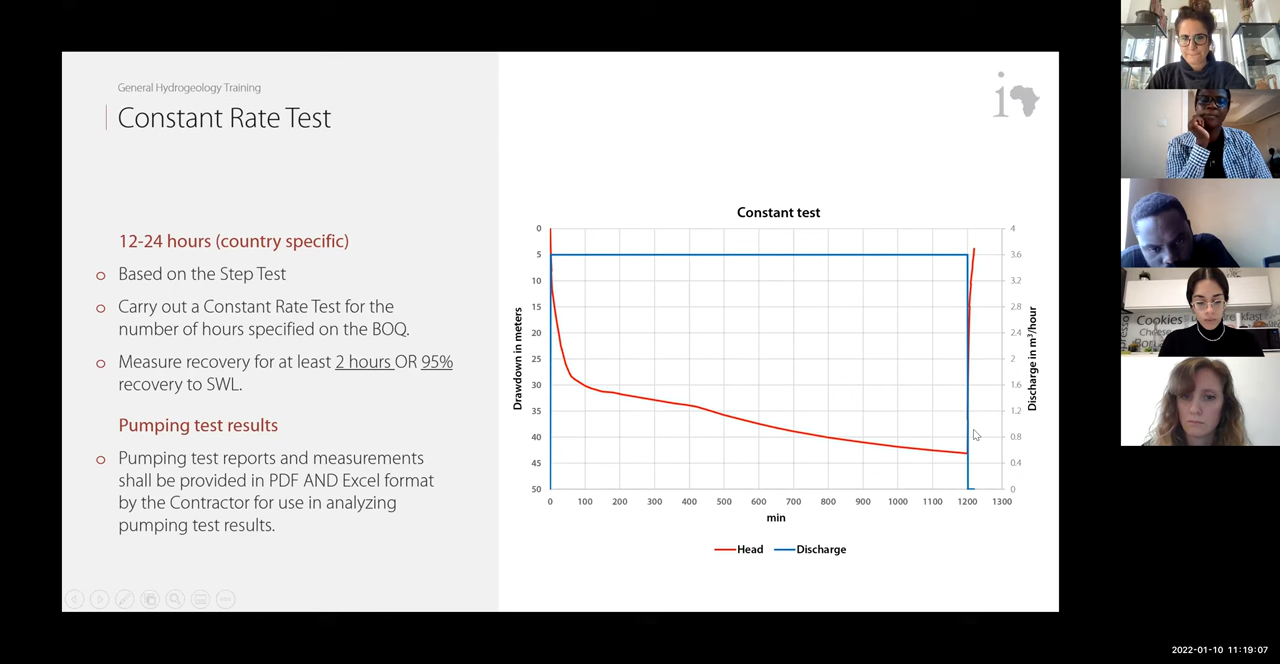 General Hydrogeology Training
Constant Rate Test
12-24 hours (country specific)
Based on the Step Test
Carry out a Constant Rate Test for the
number of hours specified on the BOQ.
Measure recovery for at least 2 hours OR 95%
recovery to SWL.
Pumping test results
Pumping test reports and measurements
shall be provided in PDF AND Excel format
by the Contractor for use in analyzing
pumping test results.
i
Constant test
Drawdown in meters
0
5
10
15
20
25
30
35
40
45
50
4
3.6
3.2
2.8
2.4
2
1.6
1.2
0.8
0.4
0
Discharge in m³/hour
0 100 200 300 400 500 600 700 800 900 1000 1100 1200 1300
min
Head Discharge
Cookies
Cheese
2022-01-10 11:19:07